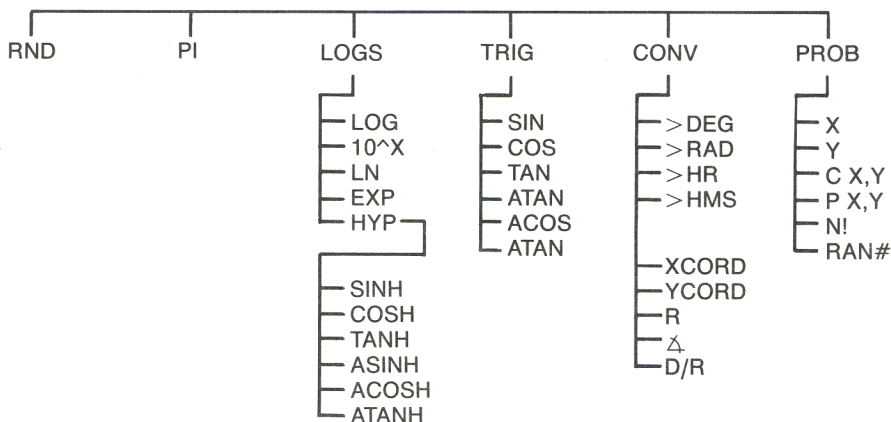 RND PI LOGS TRIG CONV PROB
LOG
10^X
LN
EXP
HYP
SINH
COSH
TANH
ASINH
ACOSH
ATANH
SIN
COS
TAN
ATAN
ACOS
ATAN
>DEG
>RAD
>HR
>HMS
XCORD
YCORD
R
∡
D/R
X
Y
C X,Y
P X,Y
N!
RAN#